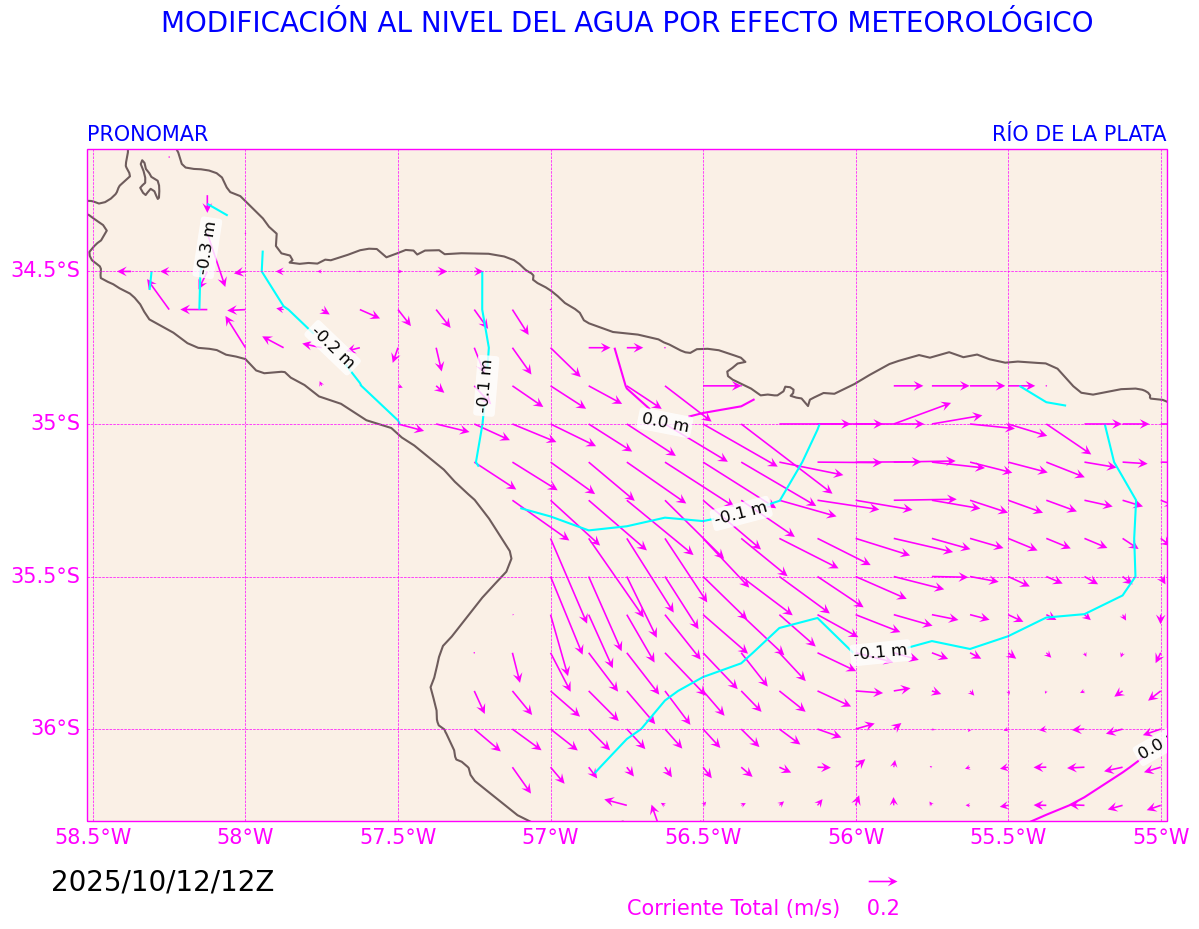 MODIFICACIÓN AL NIVEL DEL AGUA POR EFECTO METEOROLÓGICO
PRONOMAR
RÍO DE LA PLATA
-0.3 m
34.5°S
-0.2 m
-0.1 m
0.0 m
35°S
-0.1 m
35.5°S
-0.1 m
36°S
0.0
58.5°W
58°W
57.5°W
57°W
56.5°W
56°W
55.5°W
55°W
2025/10/12/12Z
Corriente Total (m/s)
0.2